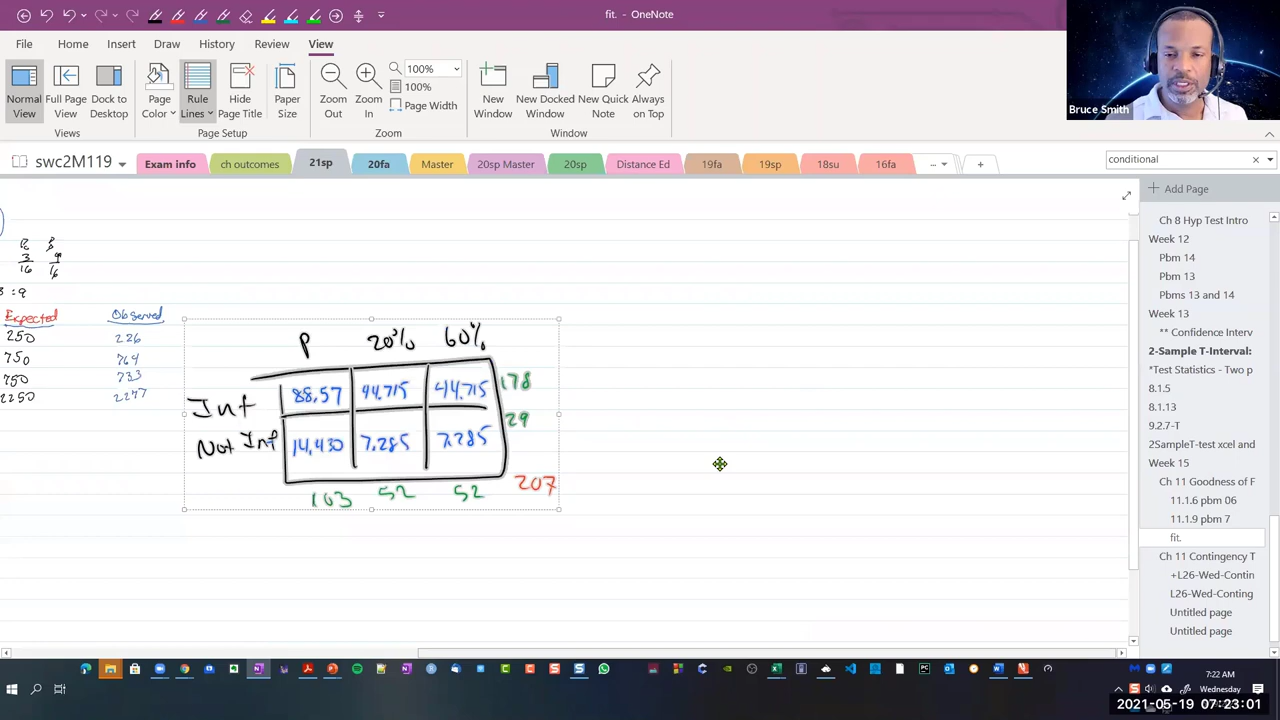 fit. - OneNote
File Home Insert Draw History Review View
Normal View
Full Page View
Dock to Desktop
Page Color
Rule Lines
Hide Page Title
Paper Size
Zoom Out
Zoom In
100%
100%
Page Width
New Window
New Docked Window
New Quick Note
Always on Top
Views Page Setup Zoom Window
Bruce Smith
swc2M119
Exam info ch outcomes 21sp 20fa Master 20sp Master 20sp Distance Ed 19fa 19sp 18su 16fa
conditional
Add Page
Ch 8 Hyp Test Intro
Week 12
Pbm 14
Pbm 13
Pbms 13 and 14
Week 13
** Confidence Interv
2-Sample T-Interval:
*Test Statistics - Two p
8.1.5
8.1.13
9.2.7-T
2SampleT-test xcel and
Week 15
Ch 11 Goodness of F
11.1.6 pbm 06
11.1.9 pbm 7
fit.
Ch 11 Contingency T
+L26-Wed-Contin
L26-Wed-Conting
Untitled page
Untitled page
3
16 16
Expected Observed
250 226
750 764
750 733
2250 2277
P 20% 60%
Inf 88.57 44.715 44.715 178
Not Inf 14.430 7.285 7.285 29
103 52 52 207
7:22 AM
Wednesday
2021-05-19 07:23:01